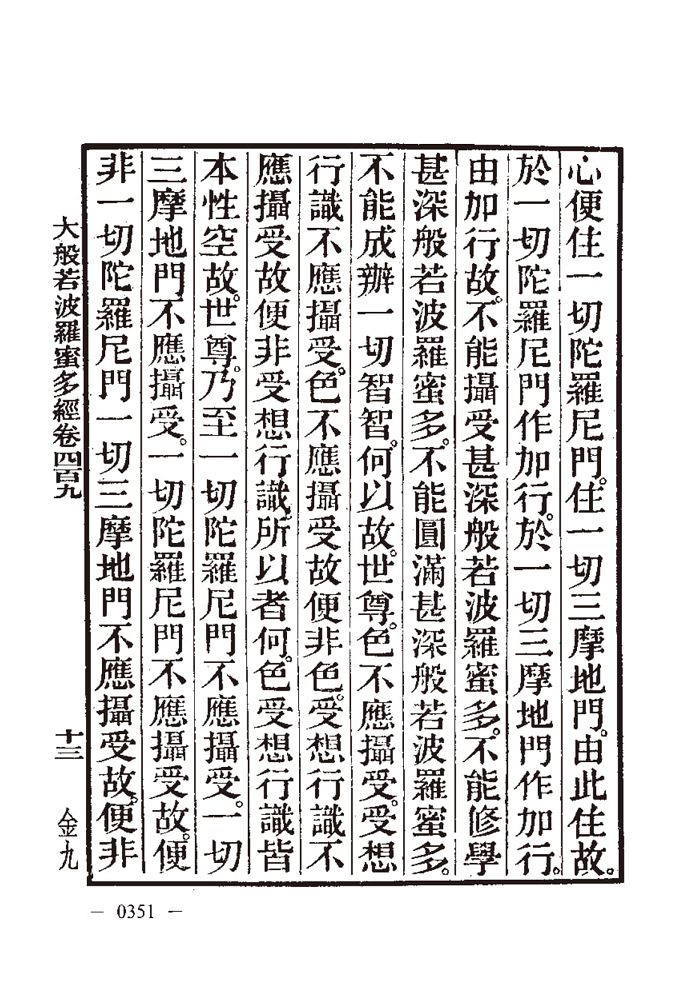 心便住一切陀羅尼門。住一切三摩地門。由此住故。
於一切陀羅尼門作加行。於一切三摩地門作加行。
由加行故。不能攝受甚深般若波羅蜜多。不能修學
甚深般若波羅蜜多。不能圓滿甚深般若波羅蜜多。
不能成辦一切智智。何以故。世尊。色不應攝受。受想
行識不應攝受。色不應攝受故便非色。受想行識不
應攝受故便非受想行識。所以者何。色受想行識皆
本性空故。世尊。乃至一切陀羅尼門不應攝受。一切
三摩地門不應攝受。一切陀羅尼門不應攝受故。便
非一切陀羅尼門一切三摩地門不應攝受故。便非
大般若波羅蜜多經卷四百九 十三 金九
— 0351 —